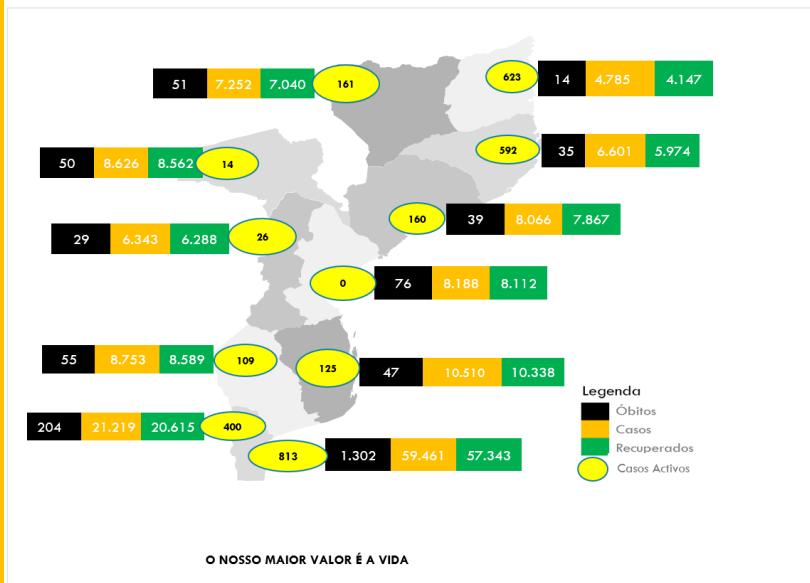 51 7.252 7.040 161
623 14 4.785 4.147
50 8.626 8.562 14
592 35 6.601 5.974
29 6.343 6.288 26
160 39 8.066 7.867
0 76 8.188 8.112
55 8.753 8.589 109
125 47 10.510 10.338
204 21.219 20.615 400
813 1.302 59.461 57.343
Legenda
Óbitos
Casos
Recuperados
Casos Activos
O NOSSO MAIOR VALOR É A VIDA